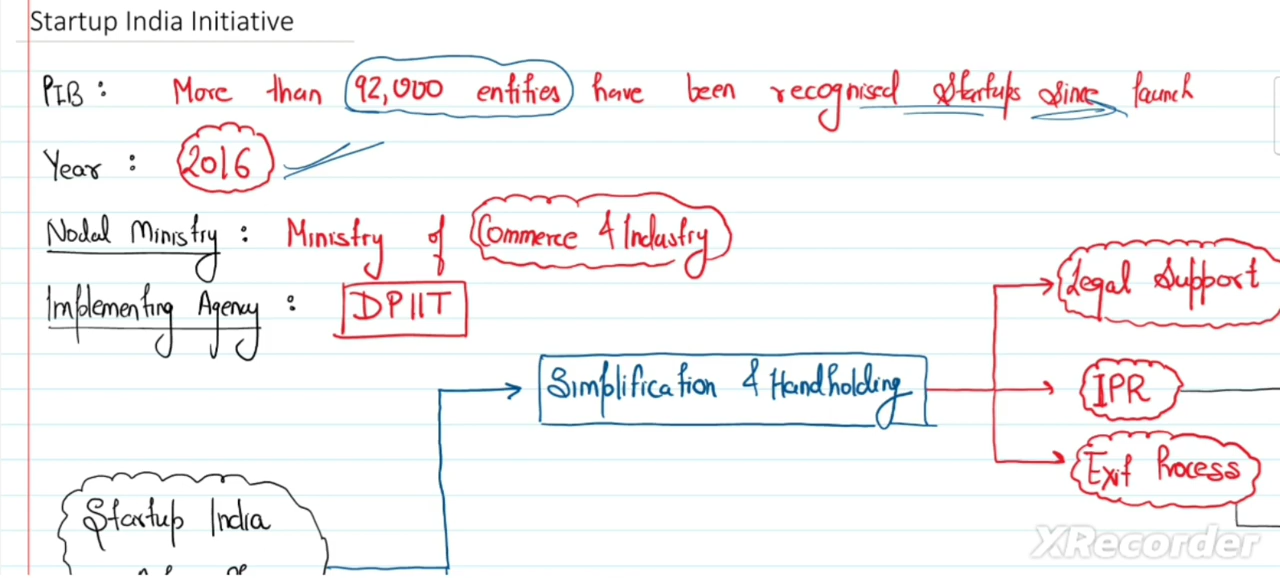 Startup India Initiative
PIB : More than 92,000 entities have been recognised Startups Since launch
Year : 2016
Nodal Ministry : Ministry of Commerce & Industry
Implementing Agency : DPIIT
Legal Support
Simplification & Handholding
IPR
Exit Process
Startup India
XRecorder